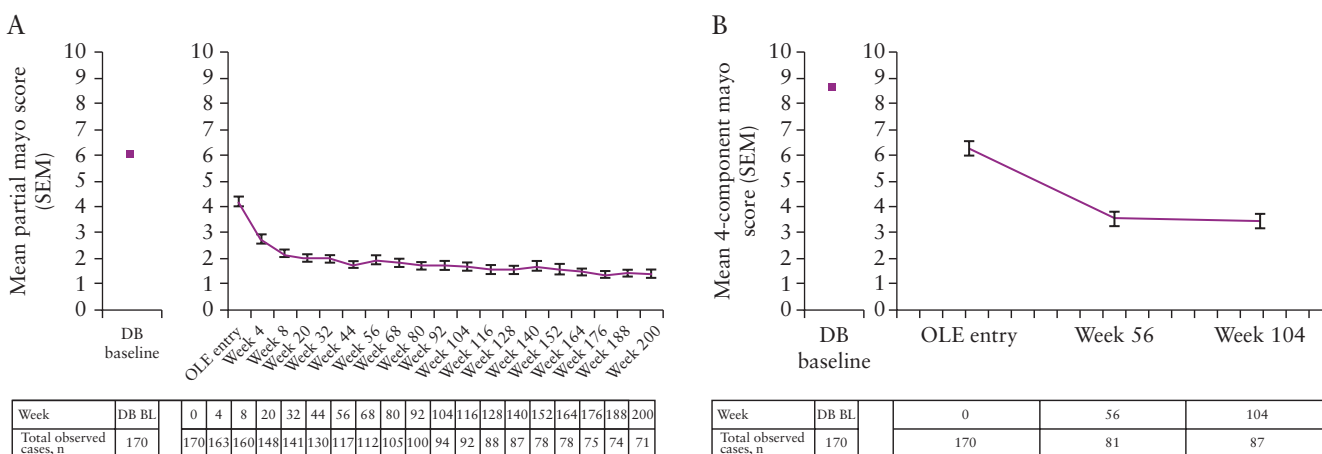 A
Mean partial mayo score
(SEM)
10
9
8
7
6
5
4
3
2
1
0
DB
baseline
10
9
8
7
6
5
4
3
2
1
0
OLE entry
Week 4
Week 8
Week 20
Week 32
Week 44
Week 56
Week 68
Week 80
Week 92
Week 104
Week 116
Week 128
Week 140
Week 152
Week 164
Week 176
Week 188
Week 200
Week DB BL 0 4 8 20 32 44 56 68 80 92 104 116 128 140 152 164 176 188 200
Total observed
cases, n 170 170 163 160 148 141 130 117 112 105 100 94 92 88 87 78 78 75 74 71
B
Mean 4-component mayo
score (SEM)
10
9
8
7
6
5
4
3
2
1
0
DB
baseline
10
9
8
7
6
5
4
3
2
1
0
OLE entry Week 56 Week 104
Week DB BL 0 56 104
Total observed
cases, n 170 170 81 87